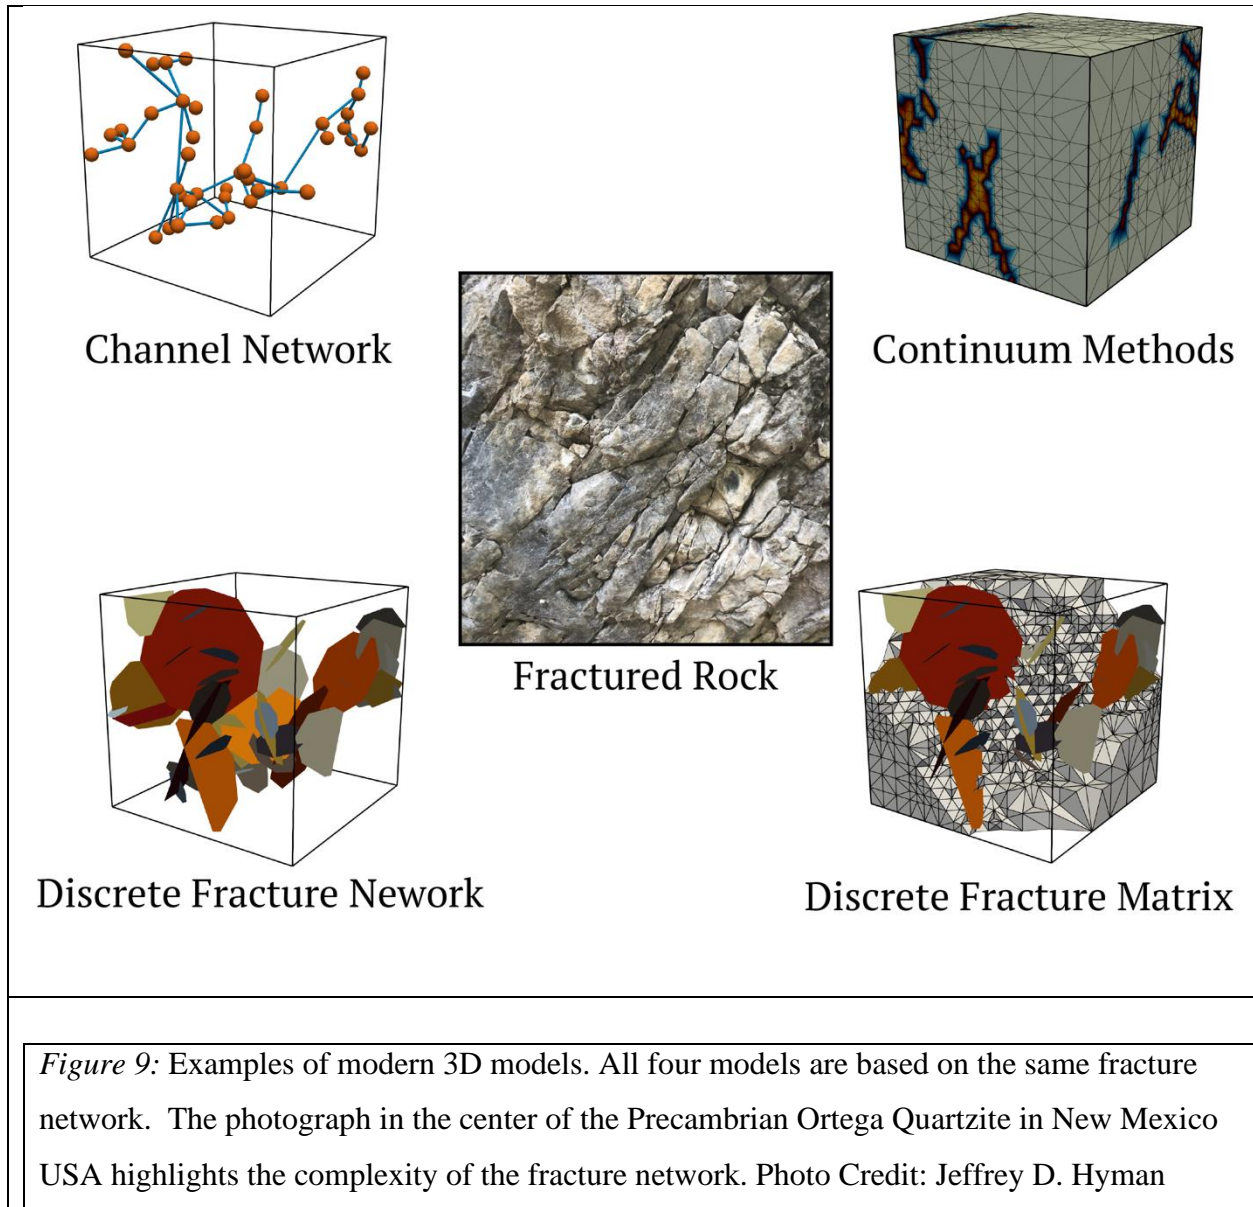 Channel Network
Continuum Methods
Fractured Rock
Discrete Fracture Nework
Discrete Fracture Matrix
Figure 9: Examples of modern 3D models. All four models are based on the same fracture
network.  The photograph in the center of the Precambrian Ortega Quartzite in New Mexico
USA highlights the complexity of the fracture network. Photo Credit: Jeffrey D. Hyman